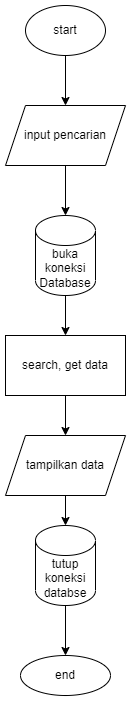 start
input pencarian
buka
koneksi
Database
search, get data
tampilkan data
tutup
koneksi
databse
end